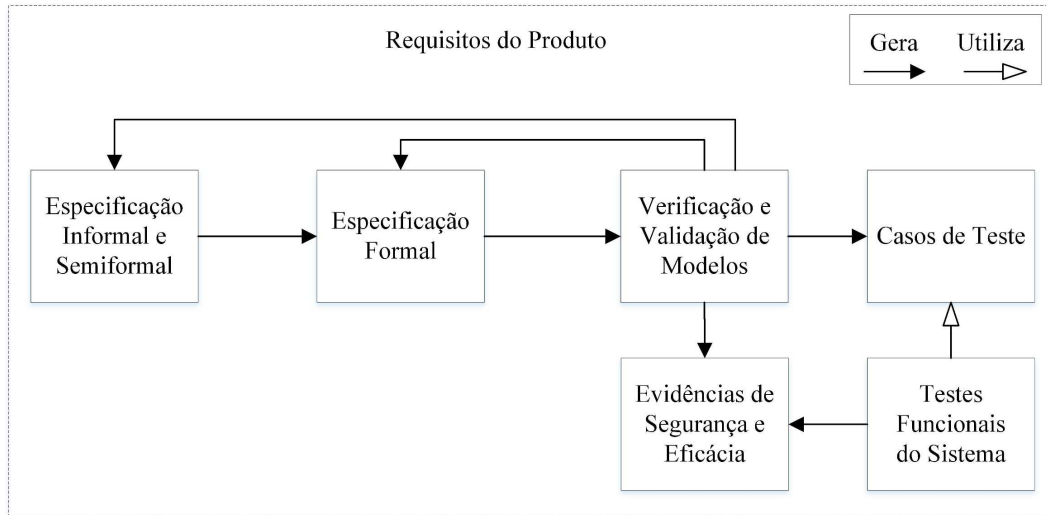 Requisitos do Produto
Gera
Utiliza
Especificação
Informal e
Semiformal
Especificação
Formal
Verificação e
Validação de
Modelos
Casos de Teste
Evidências de
Segurança e
Eficácia
Testes
Funcionais
do Sistema